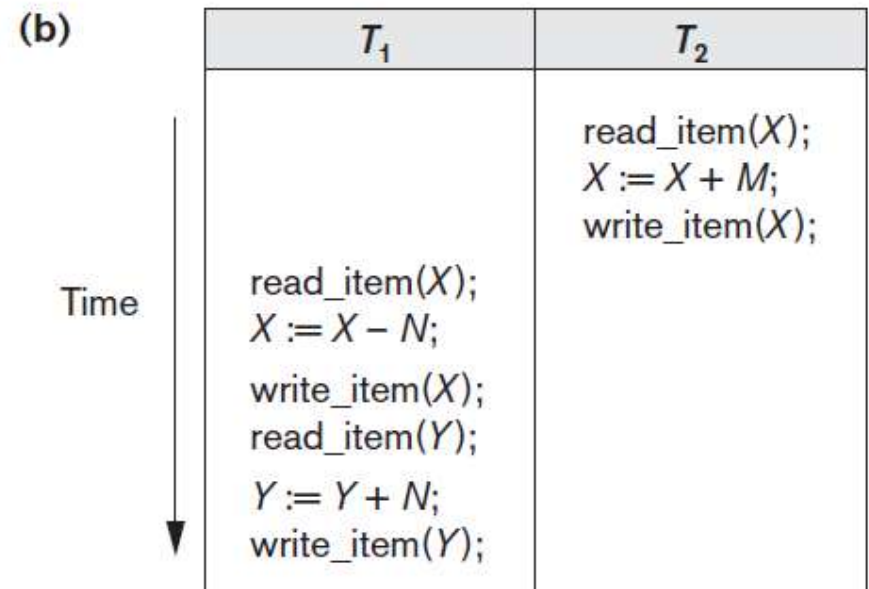 (b)
T₁ T₂
read_item(X);
X := X + M;
write_item(X);
Time
read_item(X);
X := X – N;
write_item(X);
read_item(Y);
Y := Y + N;
write_item(Y);